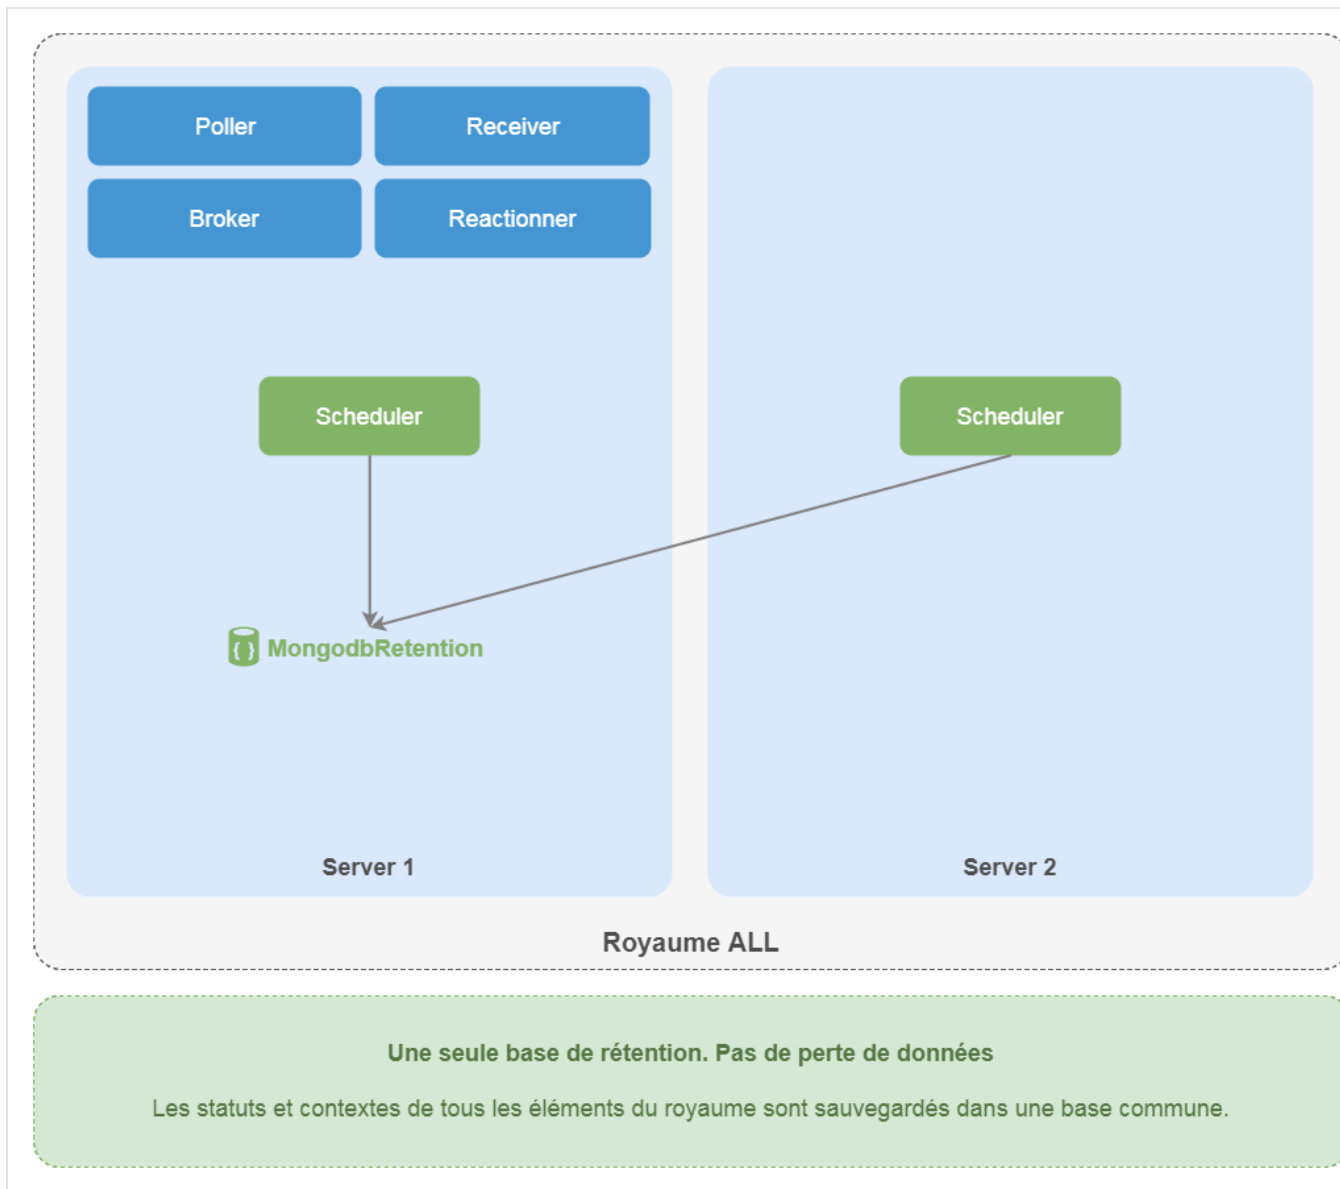 Poller
Receiver
Broker
Reactionner
Scheduler
Scheduler
{ } MongodbRetention
Server 1
Server 2
Royaume ALL
Une seule base de rétention. Pas de perte de données
Les statuts et contextes de tous les éléments du royaume sont sauvegardés dans une base commune.